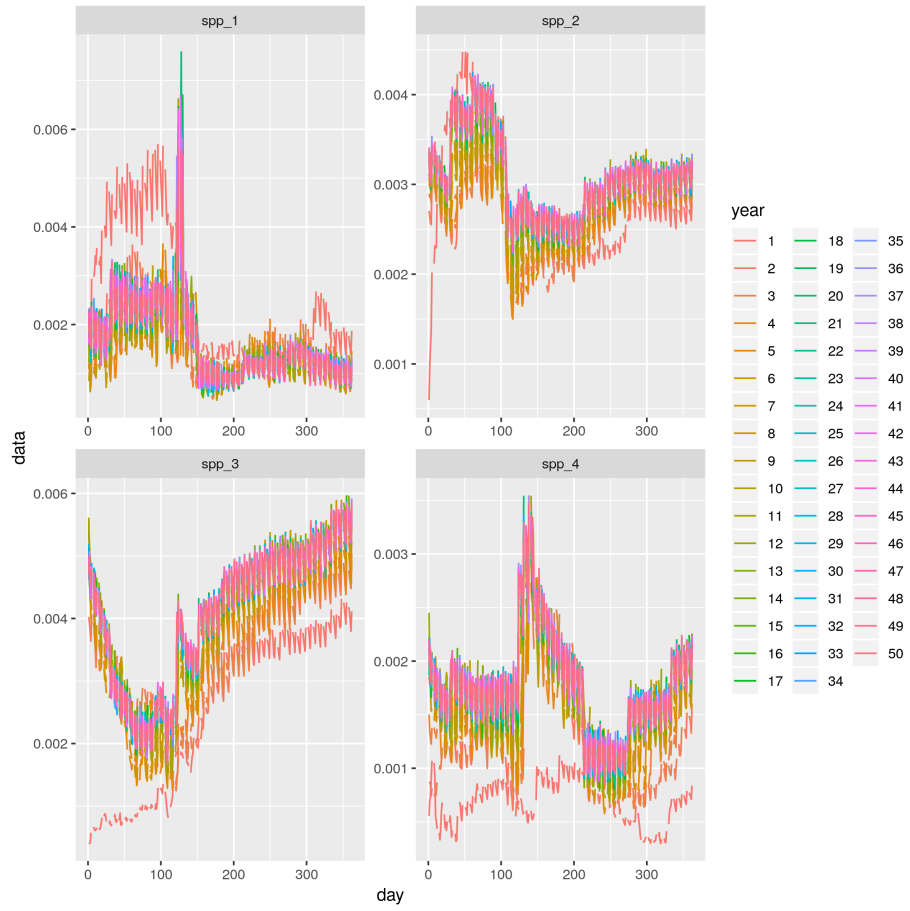 spp_1
spp_2
0.006
0.004
0.002
0 100 200 300
0.004
0.003
0.002
0.001
0 100 200 300
spp_3
spp_4
0.006
0.004
0.002
0 100 200 300
0.003
0.002
0.001
0 100 200 300
data
day
year
1 18 35
2 19 36
3 20 37
4 21 38
5 22 39
6 23 40
7 24 41
8 25 42
9 26 43
10 27 44
11 28 45
12 29 46
13 30 47
14 31 48
15 32 49
16 33 50
17 34